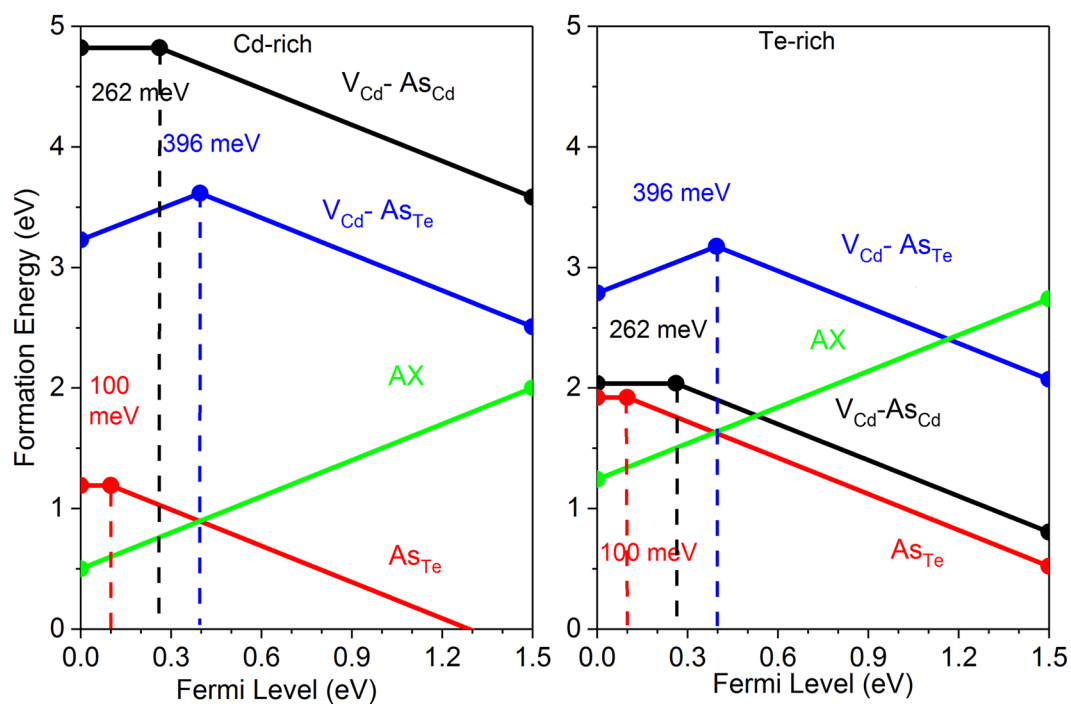 Cd-rich
V_Cd- As_Cd
262 meV
396 meV
V_Cd- As_Te
AX
100
meV
As_Te
5
4
3
2
1
0
0.0 0.3 0.6 0.9 1.2 1.5
Fermi Level (eV)
Formation Energy (eV)
Te-rich
396 meV
V_Cd- As_Te
262 meV
AX
V_Cd-As_Cd
100 meV
As_Te
5
4
3
2
1
0
0.0 0.3 0.6 0.9 1.2 1.5
Fermi Level (eV)